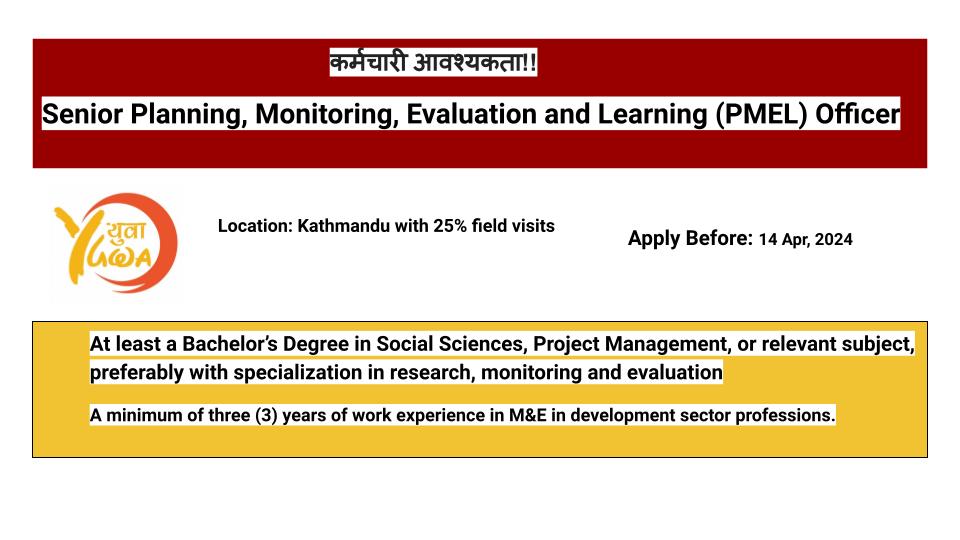 कर्मचारी आवश्यकता!!
Senior Planning, Monitoring, Evaluation and Learning (PMEL) Officer
युवा
YUWA
Location: Kathmandu with 25% field visits
Apply Before: 14 Apr, 2024
At least a Bachelor’s Degree in Social Sciences, Project Management, or relevant subject,
preferably with specialization in research, monitoring and evaluation
A minimum of three (3) years of work experience in M&E in development sector professions.